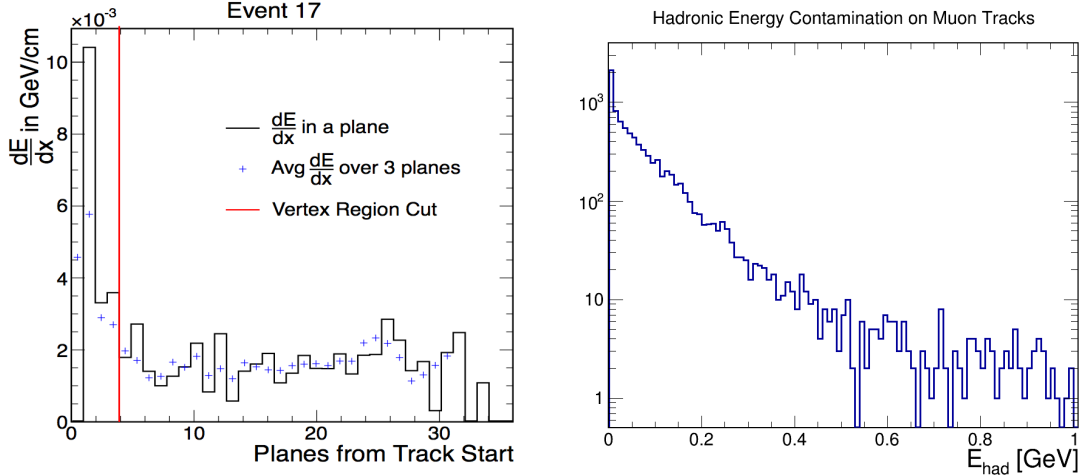 Event 17
×10⁻³
dE/dx in GeV/cm
10
8
6
4
2
0
dE/dx in a plane
Avg dE/dx over 3 planes
Vertex Region Cut
0 10 20 30
Planes from Track Start
Hadronic Energy Contamination on Muon Tracks
10³
10²
10
1
0 0.2 0.4 0.6 0.8 1
E_had [GeV]